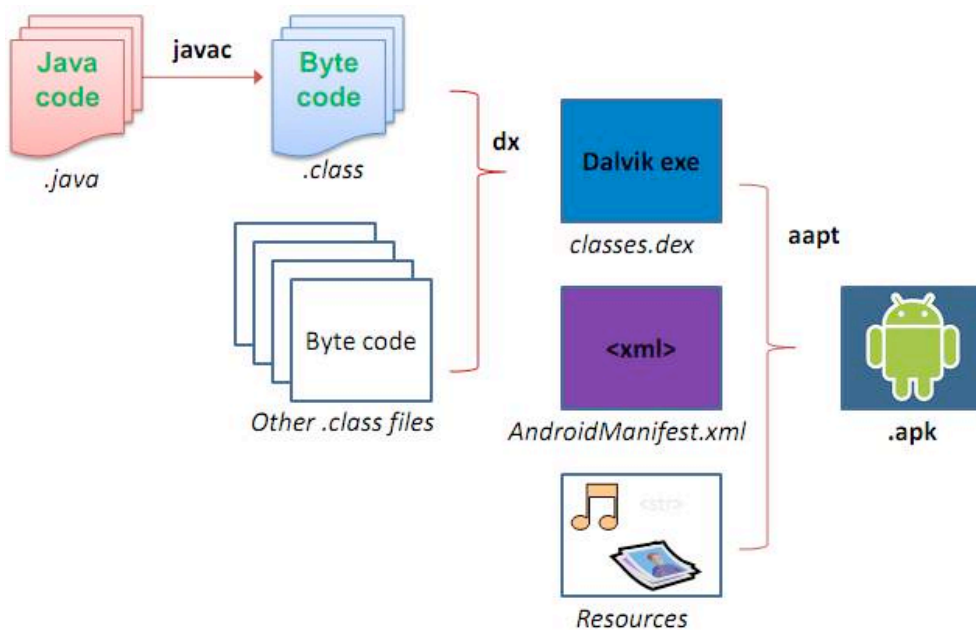 Java
code
.java
javac
Byte
code
.class
Byte code
Other .class files
dx
Dalvik exe
classes.dex
<xml>
AndroidManifest.xml
<str>
Resources
aapt
.apk